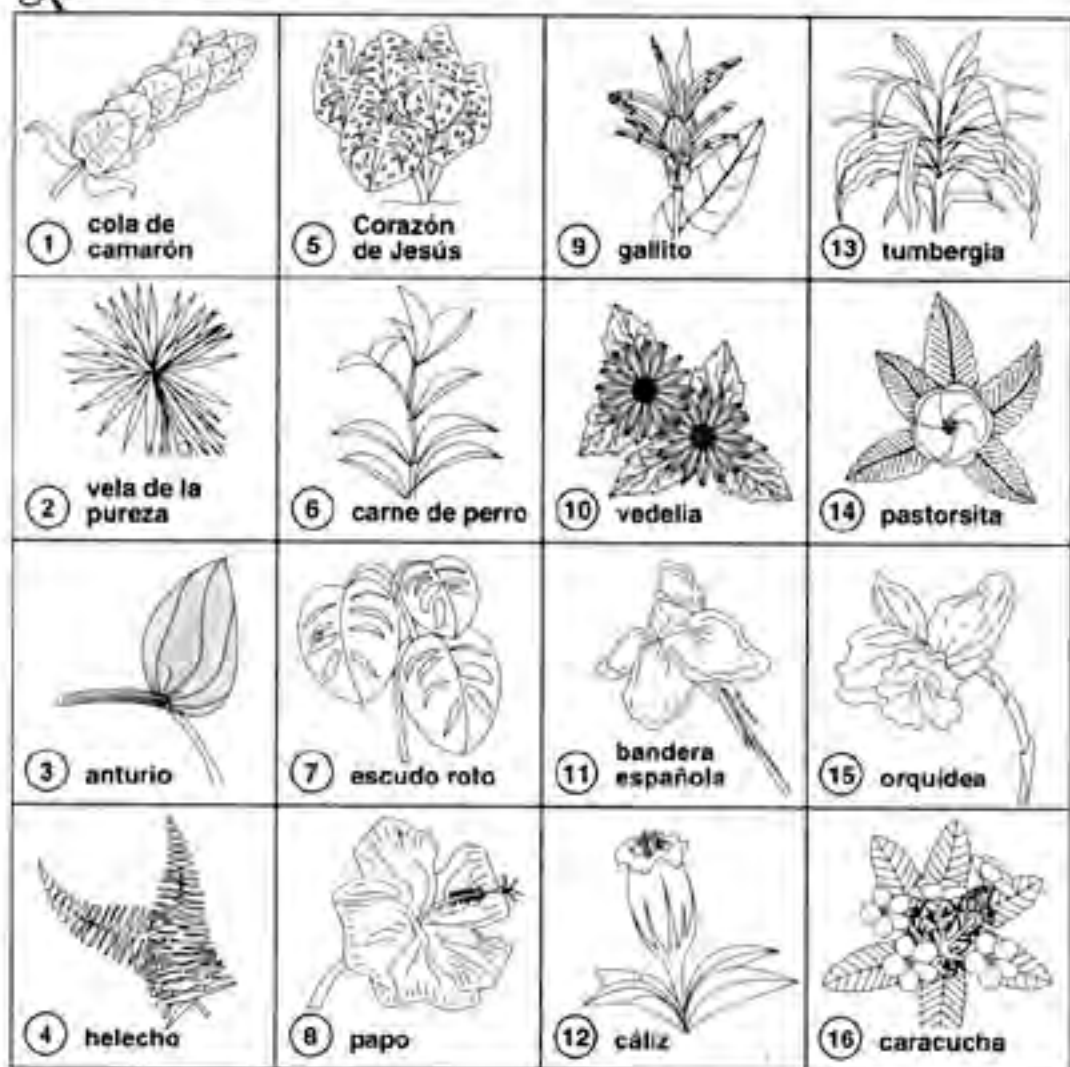 1 cola de
camarón
5 Corazón
de Jesús
9 gallito
13 tumbergia
2 vela de la
pureza
6 carne de perro
10 vedelia
14 pastorsita
3 anturio
7 escudo roto
11 bandera
española
15 orquídea
4 helecho
8 papo
12 cáliz
16 caracucha